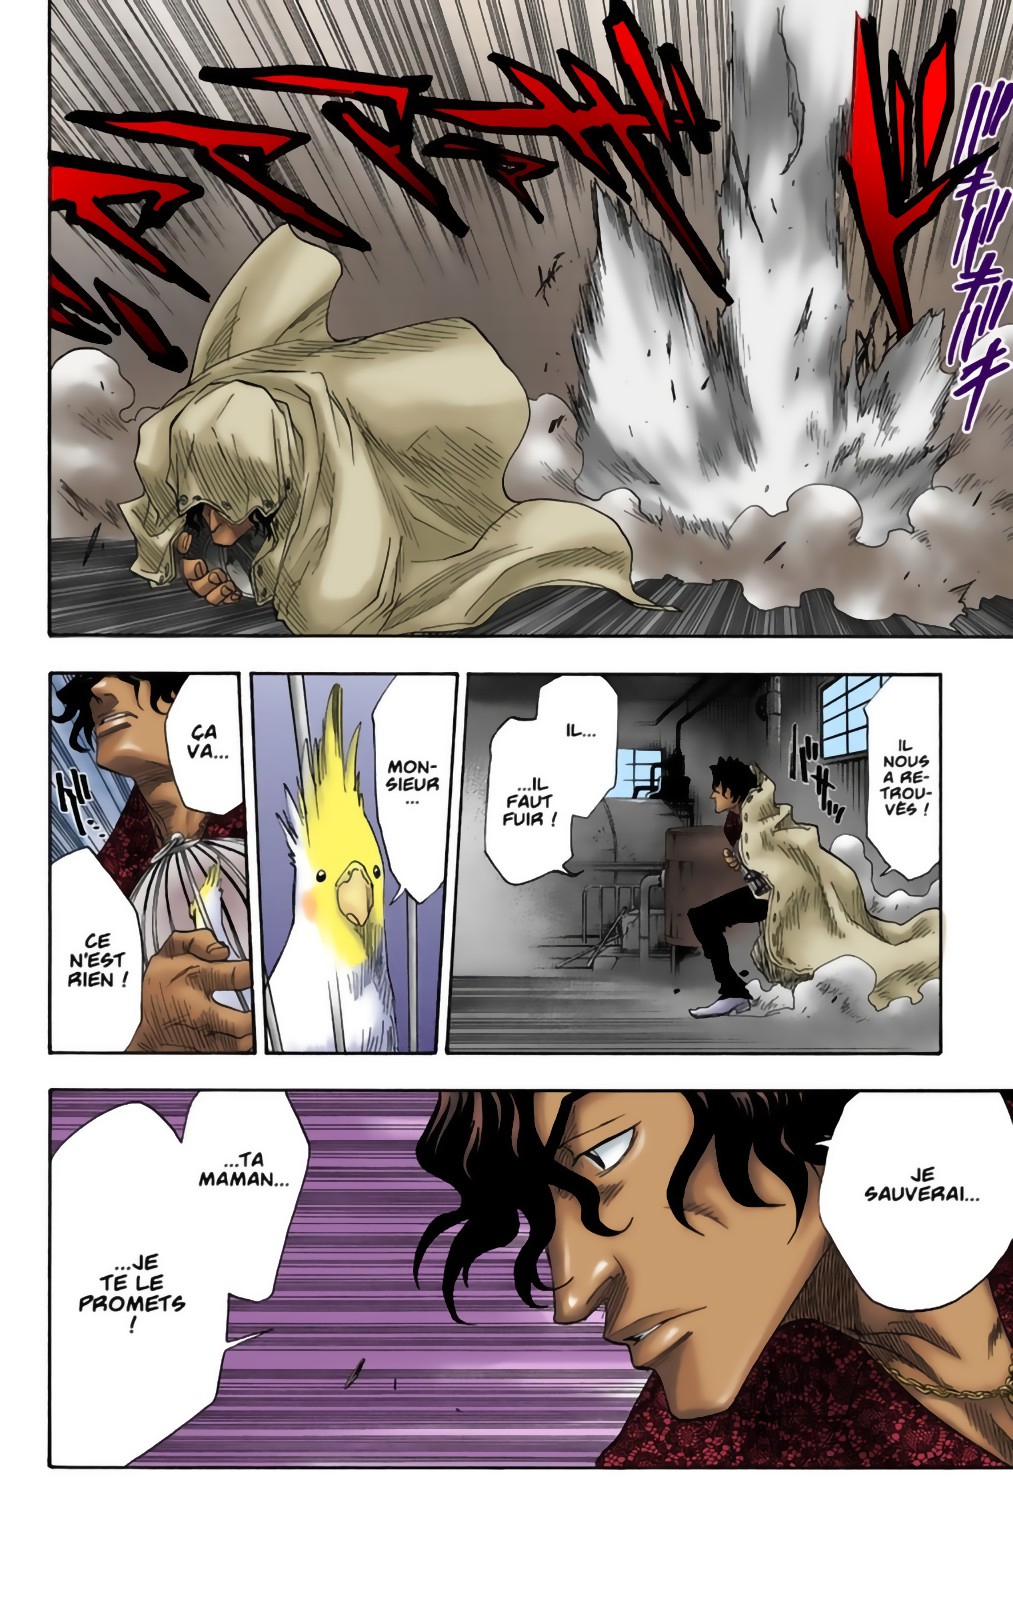 IL
NOUS
A RE-
TROU-
VÉS !
IL...
...IL
FAUT
FUIR !
MON-
SIEUR
...
ÇA
VA...
CE
N'EST
RIEN !
JE
SAUVERAI...
...TA
MAMAN...
...JE
TE LE
PROMETS
!